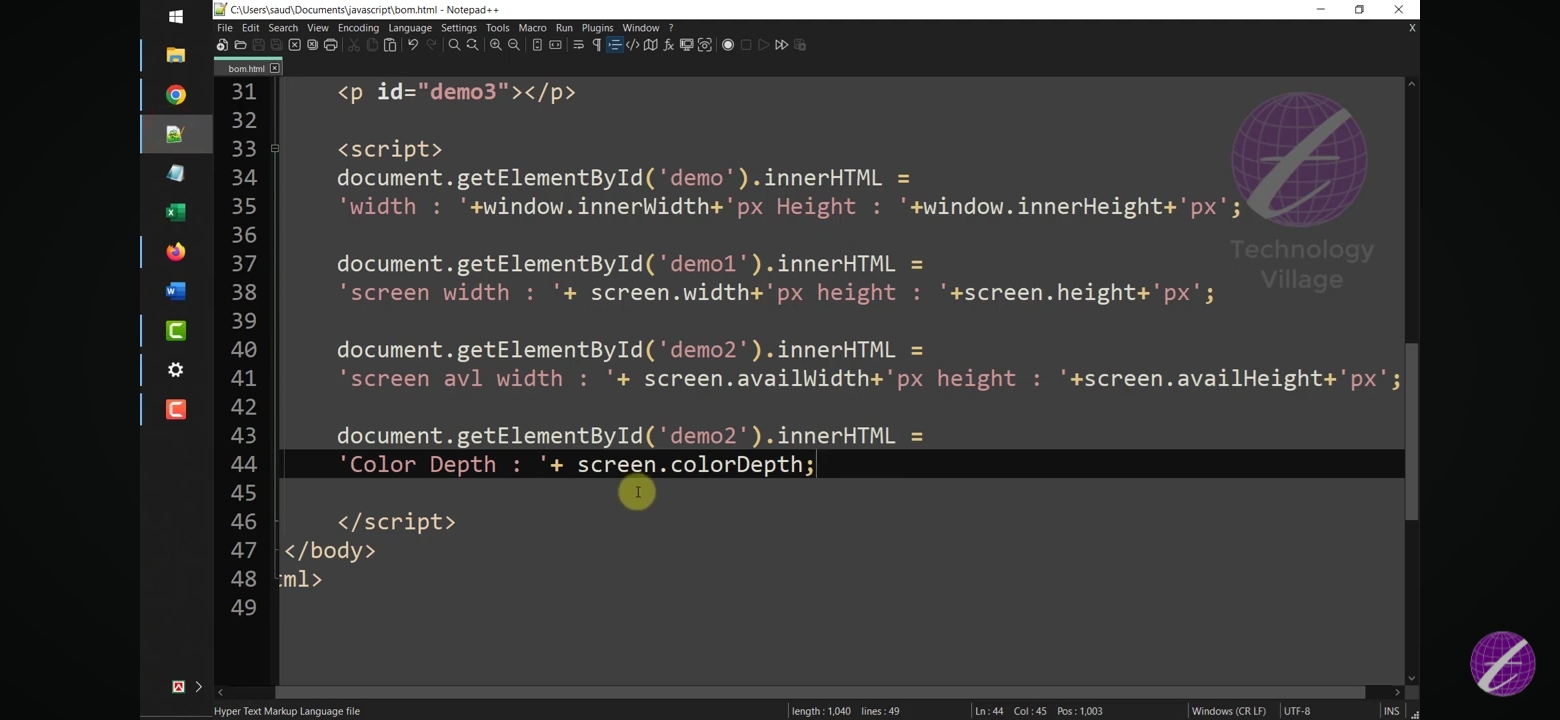 C:\Users\saud\Documents\javascript\bom.html - Notepad++
File Edit Search View Encoding Language Settings Tools Macro Run Plugins Window ? X
bom.html
31 <p id="demo3"></p>
32
33 <script>
34 document.getElementById('demo').innerHTML =
35 'width : '+window.innerWidth+'px Height : '+window.innerHeight+'px';
36
37 document.getElementById('demo1').innerHTML =
38 'screen width : '+ screen.width+'px height : '+screen.height+'px';
39
40 document.getElementById('demo2').innerHTML =
41 'screen avl width : '+ screen.availWidth+'px height : '+screen.availHeight+'px';
42
43 document.getElementById('demo2').innerHTML =
44 'Color Depth : '+ screen.colorDepth;
45
46 </script>
47 </body>
48 tml>
49
Technology
Village
Hyper Text Markup Language file length : 1,040 lines : 49 Ln : 44 Col : 45 Pos : 1,003 Windows (CR LF) UTF-8 INS